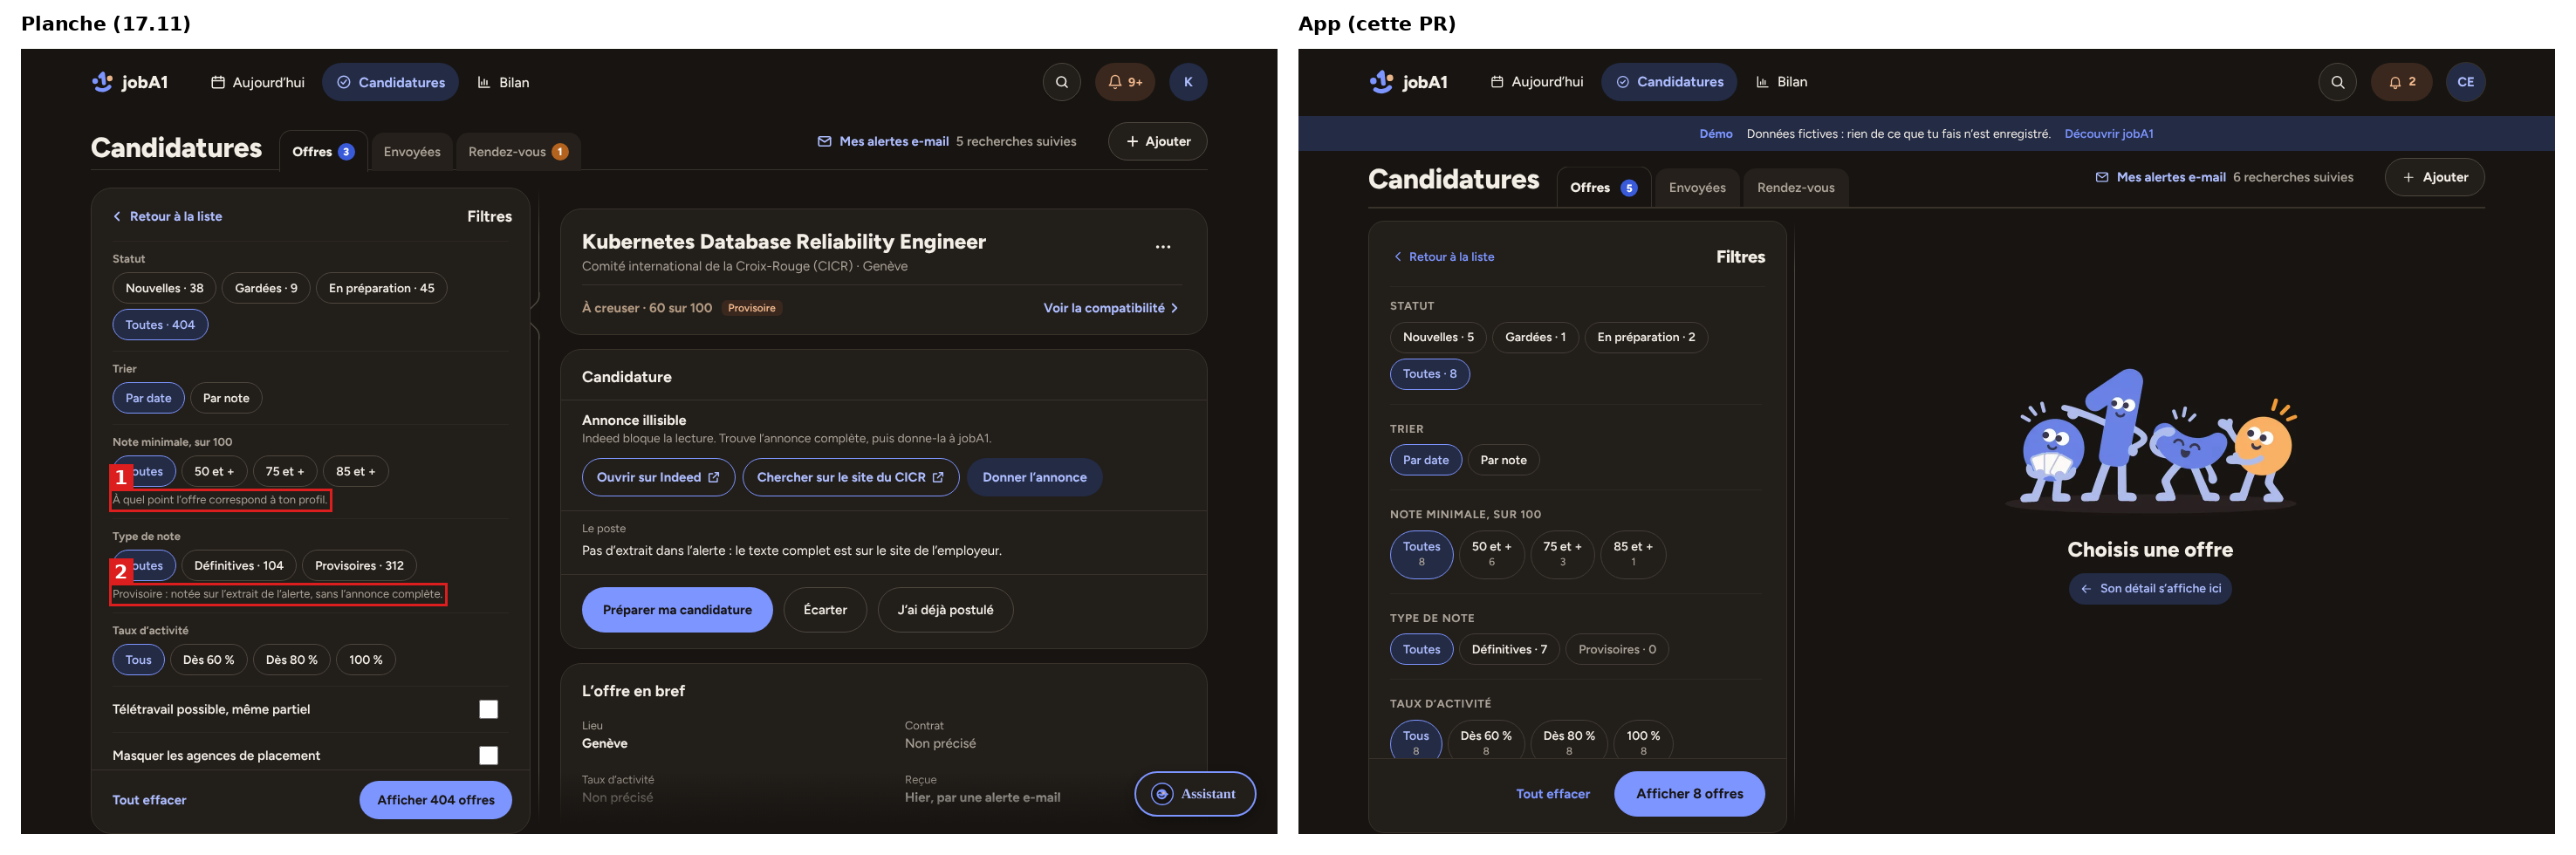 Planche (17.11)
jobA1
Aujourd'hui
Candidatures
Bilan
9+
K
Candidatures
Offres 3
Envoyées
Rendez-vous 1
Mes alertes e-mail 5 recherches suivies
+ Ajouter
Retour à la liste
Filtres
Statut
Nouvelles · 38
Gardées · 9
En préparation · 45
Toutes · 404
Trier
Par date
Par note
Note minimale, sur 100
1
outes
50 et +
75 et +
85 et +
À quel point l'offre correspond à ton profil.
Type de note
2
outes
Définitives · 104
Provisoires · 312
Provisoire : notée sur l'extrait de l'alerte, sans l'annonce complète.
Taux d'activité
Tous
Dès 60 %
Dès 80 %
100 %
Télétravail possible, même partiel
Masquer les agences de placement
Tout effacer
Afficher 404 offres
Kubernetes Database Reliability Engineer
...
Comité international de la Croix-Rouge (CICR) · Genève
À creuser · 60 sur 100
Provisoire
Voir la compatibilité
Candidature
Annonce illisible
Indeed bloque la lecture. Trouve l'annonce complète, puis donne-la à jobA1.
Ouvrir sur Indeed
Chercher sur le site du CICR
Donner l'annonce
Le poste
Pas d'extrait dans l'alerte : le texte complet est sur le site de l'employeur.
Préparer ma candidature
Écarter
J'ai déjà postulé
L'offre en bref
Lieu
Genève
Contrat
Non précisé
Taux d'activité
Non précisé
Reçue
Hier, par une alerte e-mail
Assistant
App (cette PR)
jobA1
Aujourd'hui
Candidatures
Bilan
2
CE
Démo Données fictives : rien de ce que tu fais n'est enregistré. Découvrir jobA1
Candidatures
Offres 5
Envoyées
Rendez-vous
Mes alertes e-mail 6 recherches suivies
+ Ajouter
Retour à la liste
Filtres
STATUT
Nouvelles · 5
Gardées · 1
En préparation · 2
Toutes · 8
TRIER
Par date
Par note
NOTE MINIMALE, SUR 100
Toutes
8
50 et +
6
75 et +
3
85 et +
1
TYPE DE NOTE
Toutes
Définitives · 7
Provisoires · 0
TAUX D'ACTIVITÉ
Tous
8
Dès 60 %
8
Dès 80 %
8
100 %
8
Tout effacer
Afficher 8 offres
1
Choisis une offre
← Son détail s'affiche ici